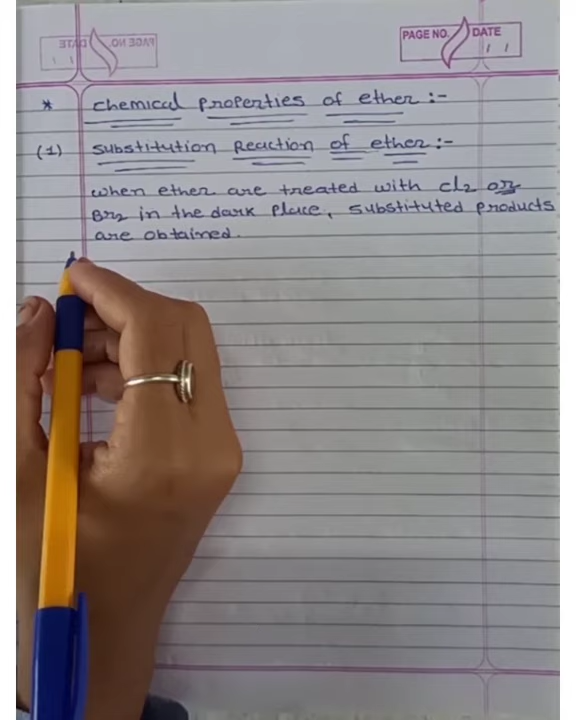 PAGE NO. DATE
/ /
* chemical properties of ether :-
(1) substitution Reaction of ether :-
when ether are treated with cl2 or
Br2 in the dark place, substituted products
are obtained.